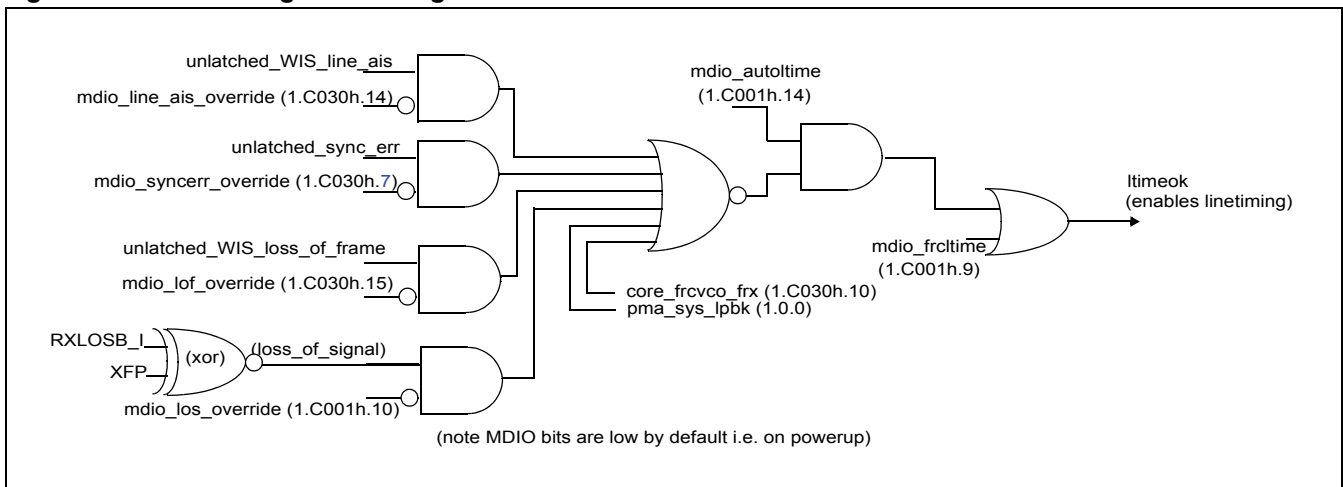 unlatched_WIS_line_ais
mdio_line_ais_override (1.C030h.14)
unlatched_sync_err
mdio_syncerr_override (1.C030h.7)
unlatched_WIS_loss_of_frame
mdio_lof_override (1.C030h.15)
RXLOSB_I
XFP
(xor)
(loss_of_signal)
mdio_los_override (1.C001h.10)
mdio_autoltime
(1.C001h.14)
core_frcvco_frx (1.C030h.10)
pma_sys_lpbk (1.0.0)
mdio_frcltime
(1.C001h.9)
ltimeok
(enables linetiming)
(note MDIO bits are low by default i.e. on powerup)